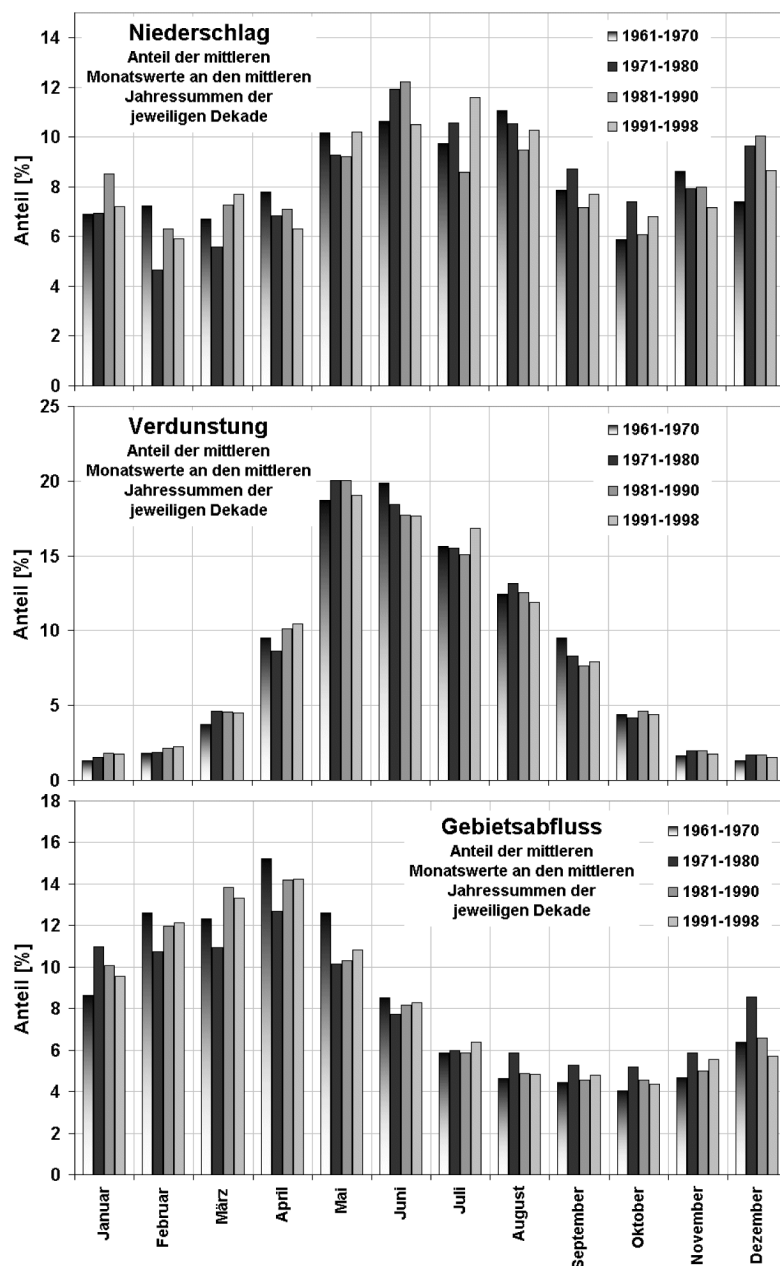 Niederschlag
Anteil der mittleren
Monatswerte an den mittleren
Jahressummen der
jeweiligen Dekade
1961-1970
1971-1980
1981-1990
1991-1998
Anteil [%]
14
12
10
8
6
4
2
0
Verdunstung
Anteil der mittleren
Monatswerte an den mittleren
Jahressummen der
jeweiligen Dekade
1961-1970
1971-1980
1981-1990
1991-1998
Anteil [%]
25
20
15
10
5
0
Gebietsabfluss
Anteil der mittleren
Monatswerte an den mittleren
Jahressummen der
jeweiligen Dekade
1961-1970
1971-1980
1981-1990
1991-1998
Anteil [%]
18
16
14
12
10
8
6
4
2
0
Januar
Februar
März
April
Mai
Juni
Juli
August
September
Oktober
November
Dezember